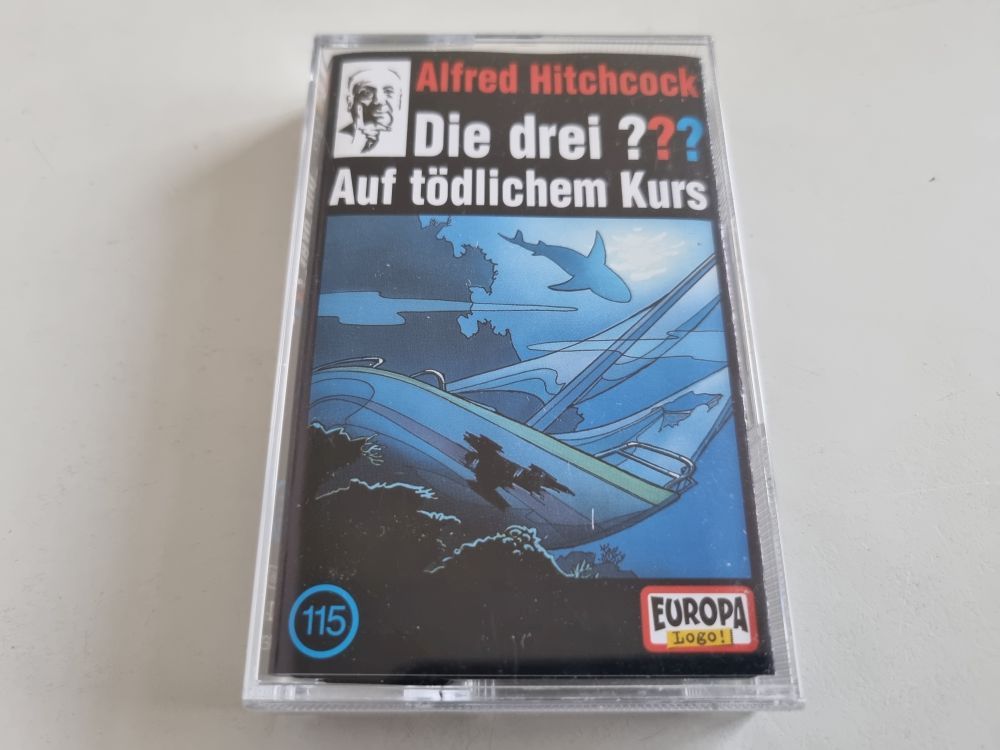 Alfred Hitchcock
Die drei ???
Auf tödlichem Kurs
115
EUROPA
Logo!